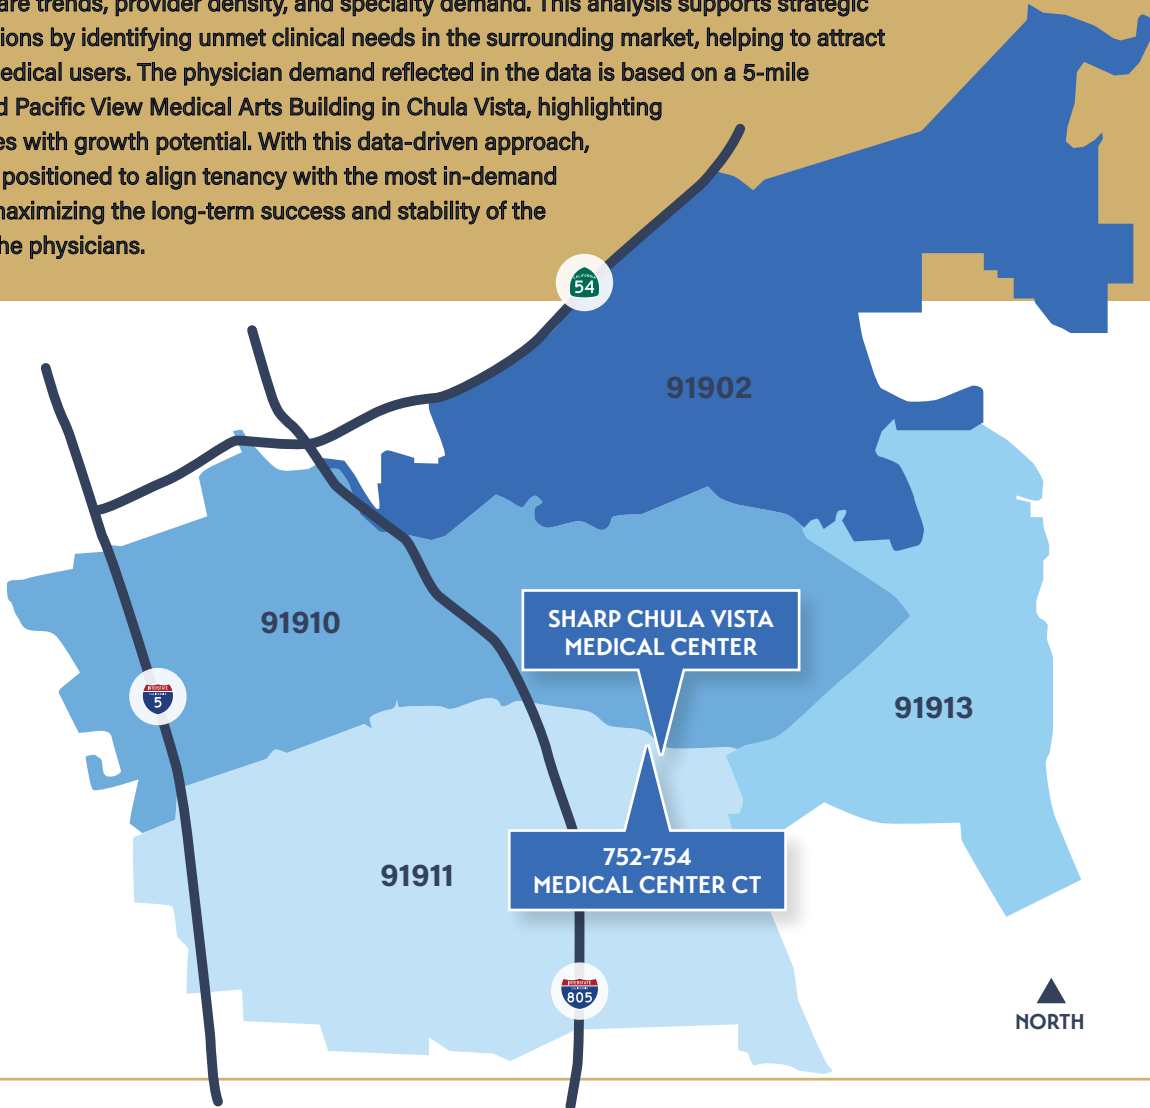 are trends, provider density, and specialty demand. This analysis supports strategic
ions by identifying unmet clinical needs in the surrounding market, helping to attract
edical users. The physician demand reflected in the data is based on a 5-mile
d Pacific View Medical Arts Building in Chula Vista, highlighting
es with growth potential. With this data-driven approach,
positioned to align tenancy with the most in-demand
maximizing the long-term success and stability of the
he physicians.
CALIFORNIA
54
91902
91910
SHARP CHULA VISTA
MEDICAL CENTER
INTERSTATE
5
91913
752-754
MEDICAL CENTER CT
91911
INTERSTATE
805
NORTH